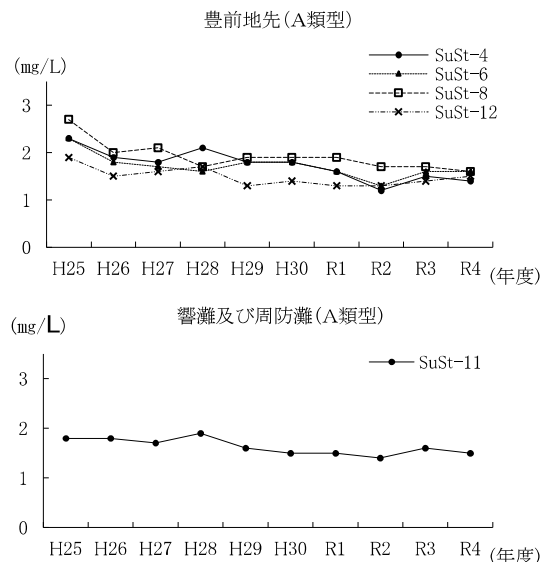 豊前地先(A類型)
(mg/L)
SuSt-4
SuSt-6
SuSt-8
SuSt-12
3
2
1
0
H25 H26 H27 H28 H29 H30 R1 R2 R3 R4 (年度)
響灘及び周防灘(A類型)
(mg/L)
SuSt-11
3
2
1
0
H25 H26 H27 H28 H29 H30 R1 R2 R3 R4 (年度)